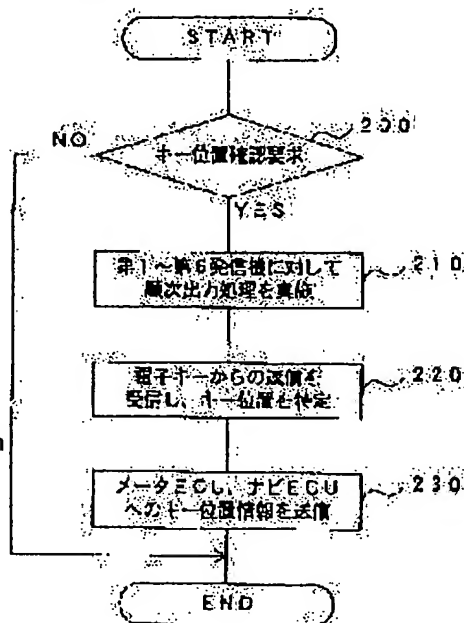 START
200
NO
キー位置確認要求
YES
第1～第6発信機に対して
順次出力処理を実施
210
電子キーからの返信を
受信し、キー位置を特定
220
メータECU、ナビECU
へのキー位置情報を送信
230
END